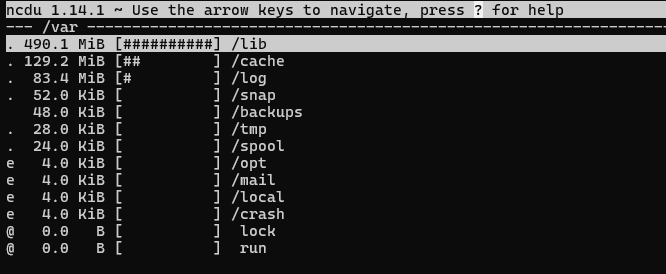 ncdu 1.14.1 ~ Use the arrow keys to navigate, press ? for help
--- /var ----------------------------------------------------------------
. 490.1 MiB [##########] /lib
. 129.2 MiB [##        ] /cache
.  83.4 MiB [#         ] /log
.  52.0 KiB [          ] /snap
   48.0 KiB [          ] /backups
.  28.0 KiB [          ] /tmp
.  24.0 KiB [          ] /spool
e   4.0 KiB [          ] /opt
e   4.0 KiB [          ] /mail
e   4.0 KiB [          ] /local
e   4.0 KiB [          ] /crash
@   0.0   B [          ]  lock
@   0.0   B [          ]  run